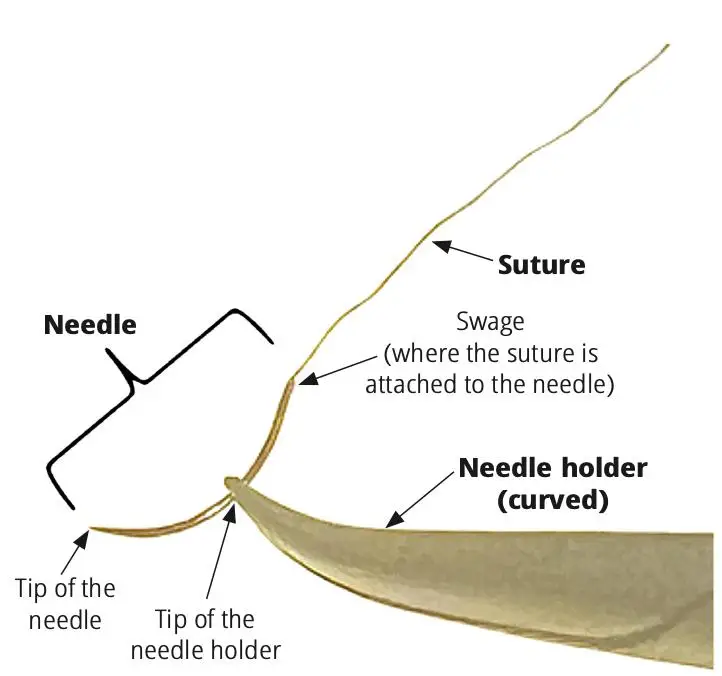 Suture
Needle
Swage
(where the suture is
attached to the needle)
Needle holder
(curved)
Tip of the
needle
Tip of the
needle holder